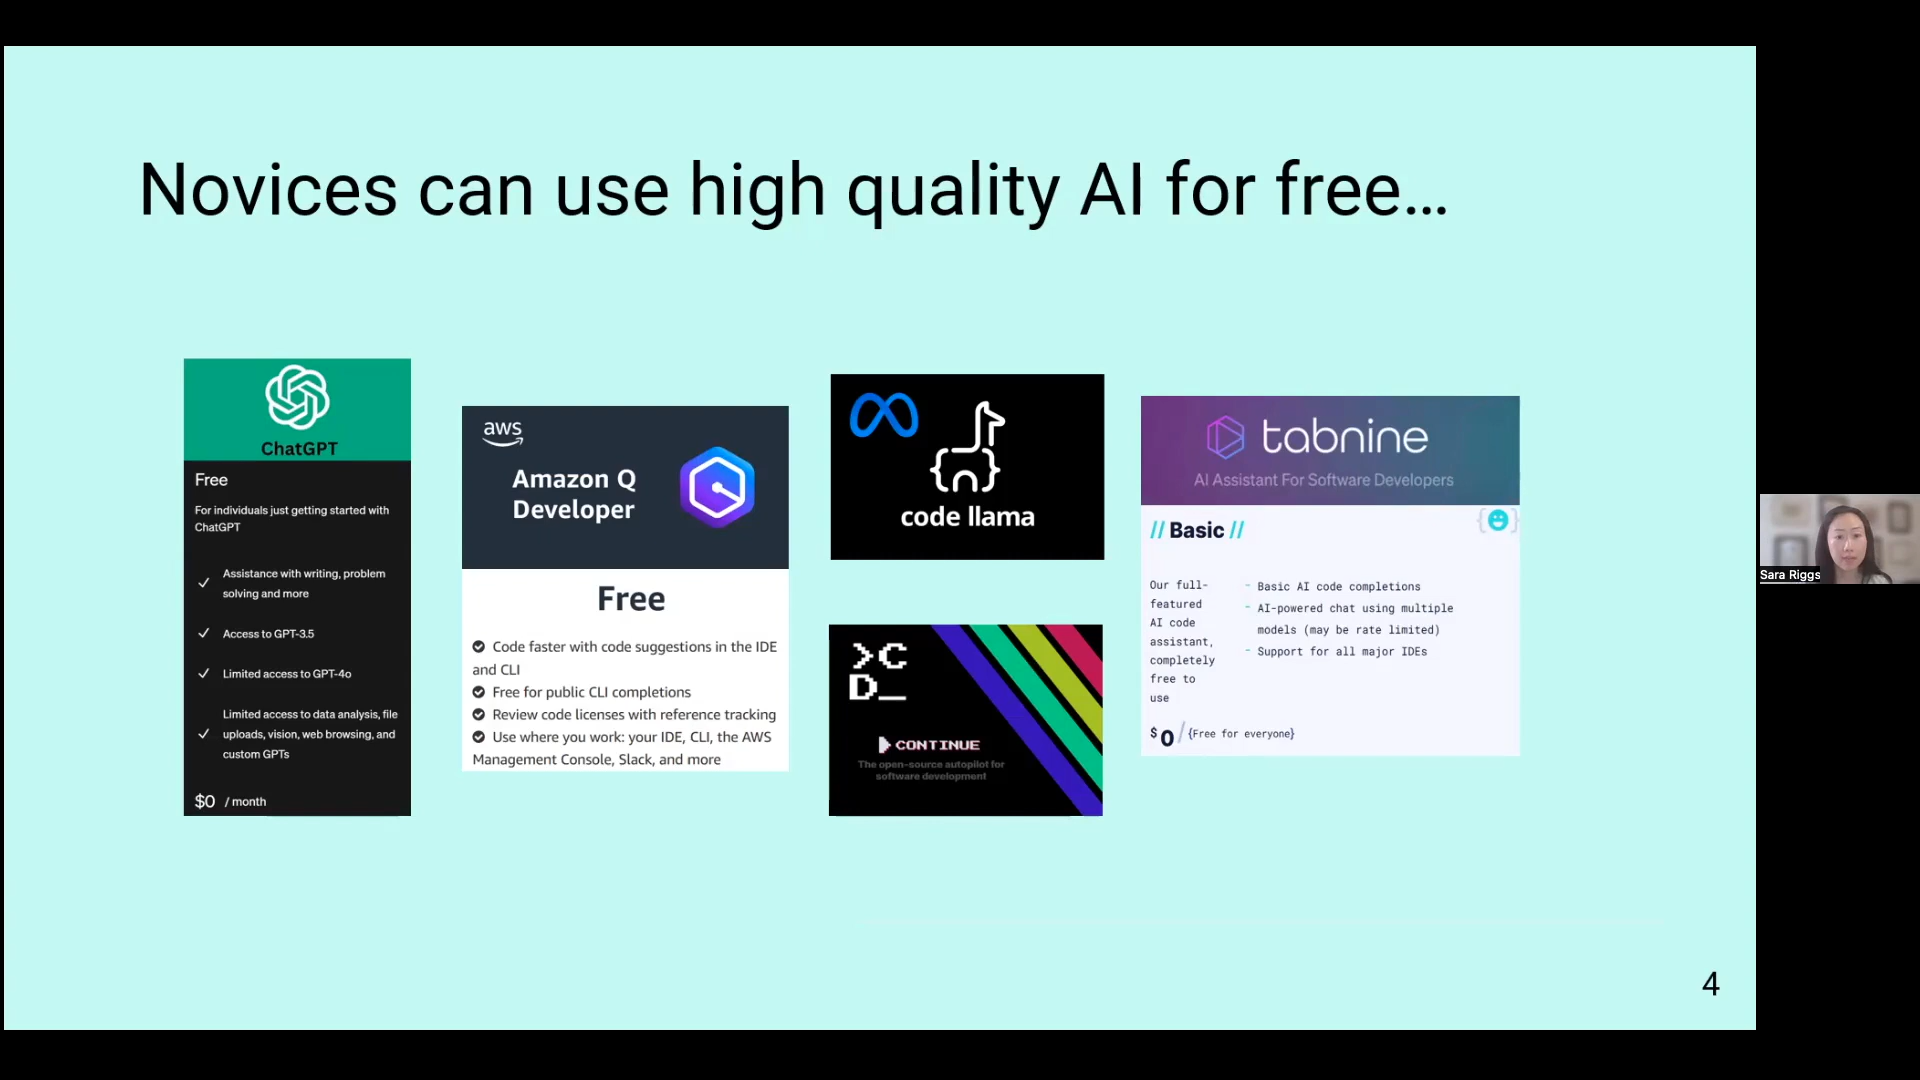 Novices can use high quality AI for free…
ChatGPT
Free
For individuals just getting started with
ChatGPT
Assistance with writing, problem
solving and more
Access to GPT-3.5
Limited access to GPT-4o
Limited access to data analysis, file
uploads, vision, web browsing, and
custom GPTs
$0 / month
aws
Amazon Q
Developer
Free
Code faster with code suggestions in the IDE
and CLI
Free for public CLI completions
Review code licenses with reference tracking
Use where you work: your IDE, CLI, the AWS
Management Console, Slack, and more
code llama
>C
D_
CONTINUE
The open-source autopilot for
software development
tabnine
AI Assistant For Software Developers
// Basic //
Our full-
featured
AI code
assistant,
completely
free to
use
- Basic AI code completions
- AI-powered chat using multiple
models (may be rate limited)
- Support for all major IDEs
$0/{Free for everyone}
Sara Riggs
4